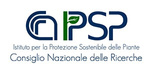 IPSP
Istituto per la Protezione Sostenibile delle Piante
Consiglio Nazionale delle Ricerche